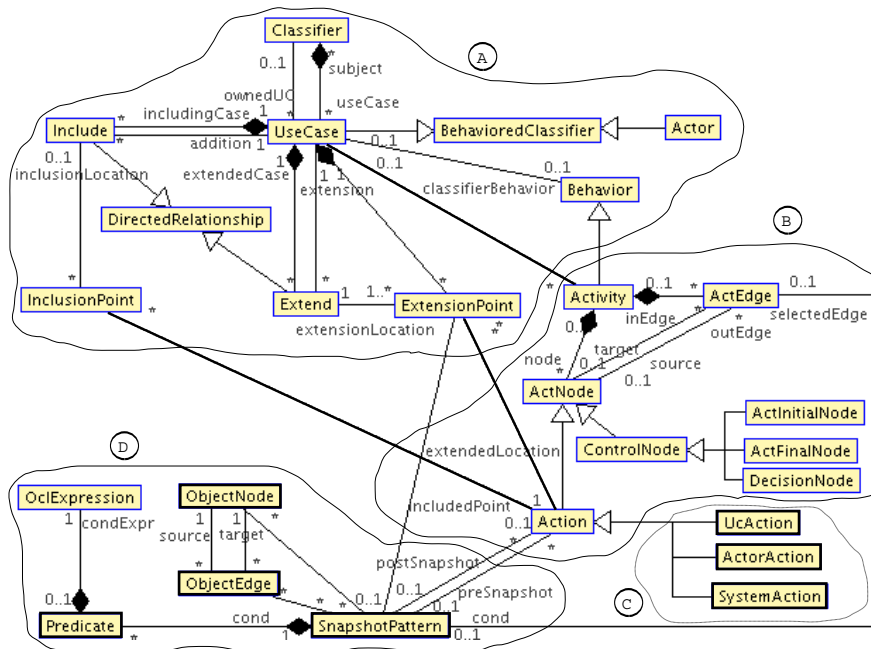 Classifier
A
0..1
*
subject
ownedUC
*
*
useCase
includingCase
1
Include
UseCase
BehavioredClassifier
Actor
*
addition
1
0..1
0..1
0..1
inclusionLocation
extendedCase
1
extension
1
1
0..1
classifierBehavior
Behavior
DirectedRelationship
B
*
*
*
*
*
0..1
*
0..1
InclusionPoint
*
Extend
1
1..*
ExtensionPoint
Activity
ActEdge
extensionLocation
*
*
0..1
inEdge
*
*
outEdge
selectedEdge
target
node
*
0..1
source
0..1
ActNode
ActInitialNode
D
extendedLocation
ControlNode
ActFinalNode
DecisionNode
OclExpression
ObjectNode
includedPoint
1
1
condExpr
1
1
*
0..1
Action
UcAction
source
target
*
*
postSnapshot
ActorAction
ObjectEdge
*
*
*
preSnapshot
SystemAction
0..1
*
0..1
0..1
0..1
C
cond
cond
Predicate
*
1
SnapshotPattern
0..1